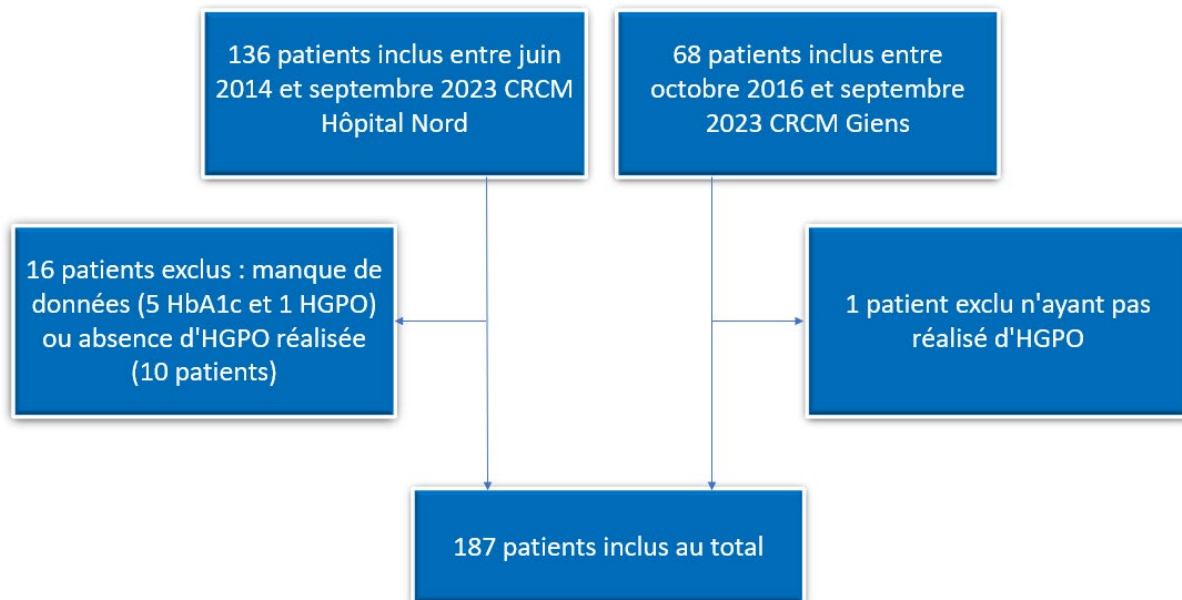 136 patients inclus entre juin
2014 et septembre 2023 CRCM
Hôpital Nord
68 patients inclus entre
octobre 2016 et septembre
2023 CRCM Giens
16 patients exclus : manque de
données (5 HbA1c et 1 HGPO)
ou absence d'HGPO réalisée
(10 patients)
1 patient exclu n'ayant pas
réalisé d'HGPO
187 patients inclus au total